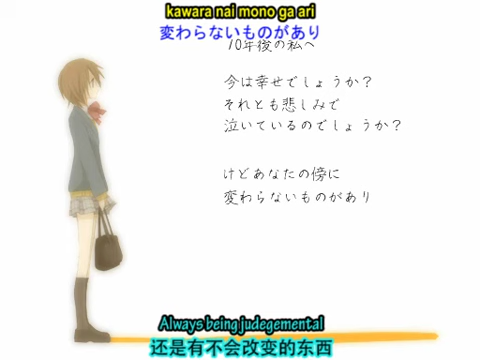 kawara nai mono ga ari
変わらないものがあり
10年後の私へ
今は幸せでしょうか？
それとも悲しみで
泣いているのでしょうか？
けどあなたの傍に
変わらないものがあり
Always being judegemental
还是有不会改变的东西